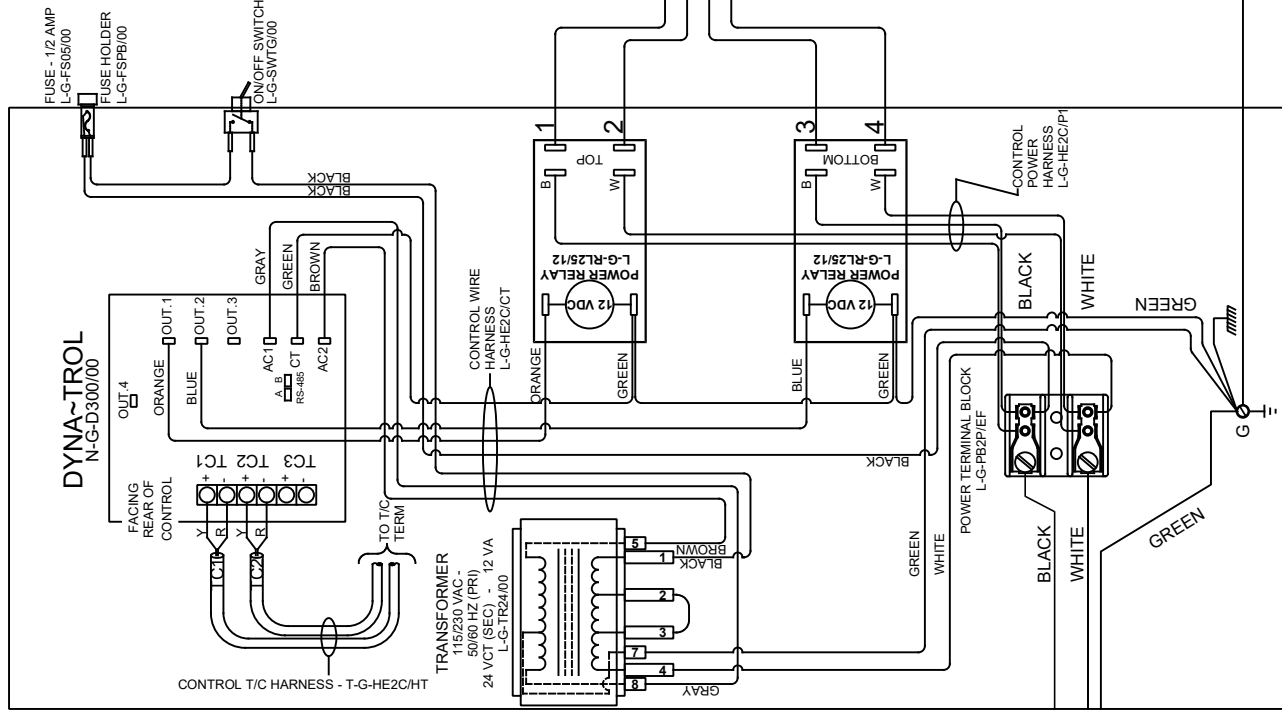 FUSE - 1/2 AMP
L-G-FS05/00
FUSE HOLDER
L-G-FSPB/00
ON/OFF SWITCH
L-G-SWTG/00
DYNA~TROL
N-G-D300/00
OUT.4
OUT.1
OUT.2
OUT.3
ORANGE
BLUE
AC1
CT
AC2
A B
RS-485
GRAY
GREEN
BROWN
BLACK
BLACK
FACING
REAR OF
CONTROL
TC1
TC2
TC3
+
-
+
-
+
-
Y
R
Y
R
TC1
TC2
TO T/C
TERM
CONTROL T/C HARNESS - T-G-HE2C/HT
CONTROL WIRE
HARNESS
L-G-HE2C/CT
TRANSFORMER
115/230 VAC -
50/60 HZ (PRI)
24 VCT (SEC) - 12 VA
L-G-TR24/00
5
1
2
3
7
4
8
BROWN
BLACK
GRAY
1
2
TOP
B
W
POWER RELAY
L-G-RL25/12
12 VDC
ORANGE
GREEN
3
4
BOTTOM
B
W
POWER RELAY
L-G-RL25/12
12 VDC
BLUE
GREEN
CONTROL
POWER
HARNESS
L-G-HE2C/P1
BLACK
WHITE
GREEN
BLACK
POWER TERMINAL BLOCK
L-G-PB2P/EF
GREEN
WHITE
BLACK
WHITE
GREEN
G